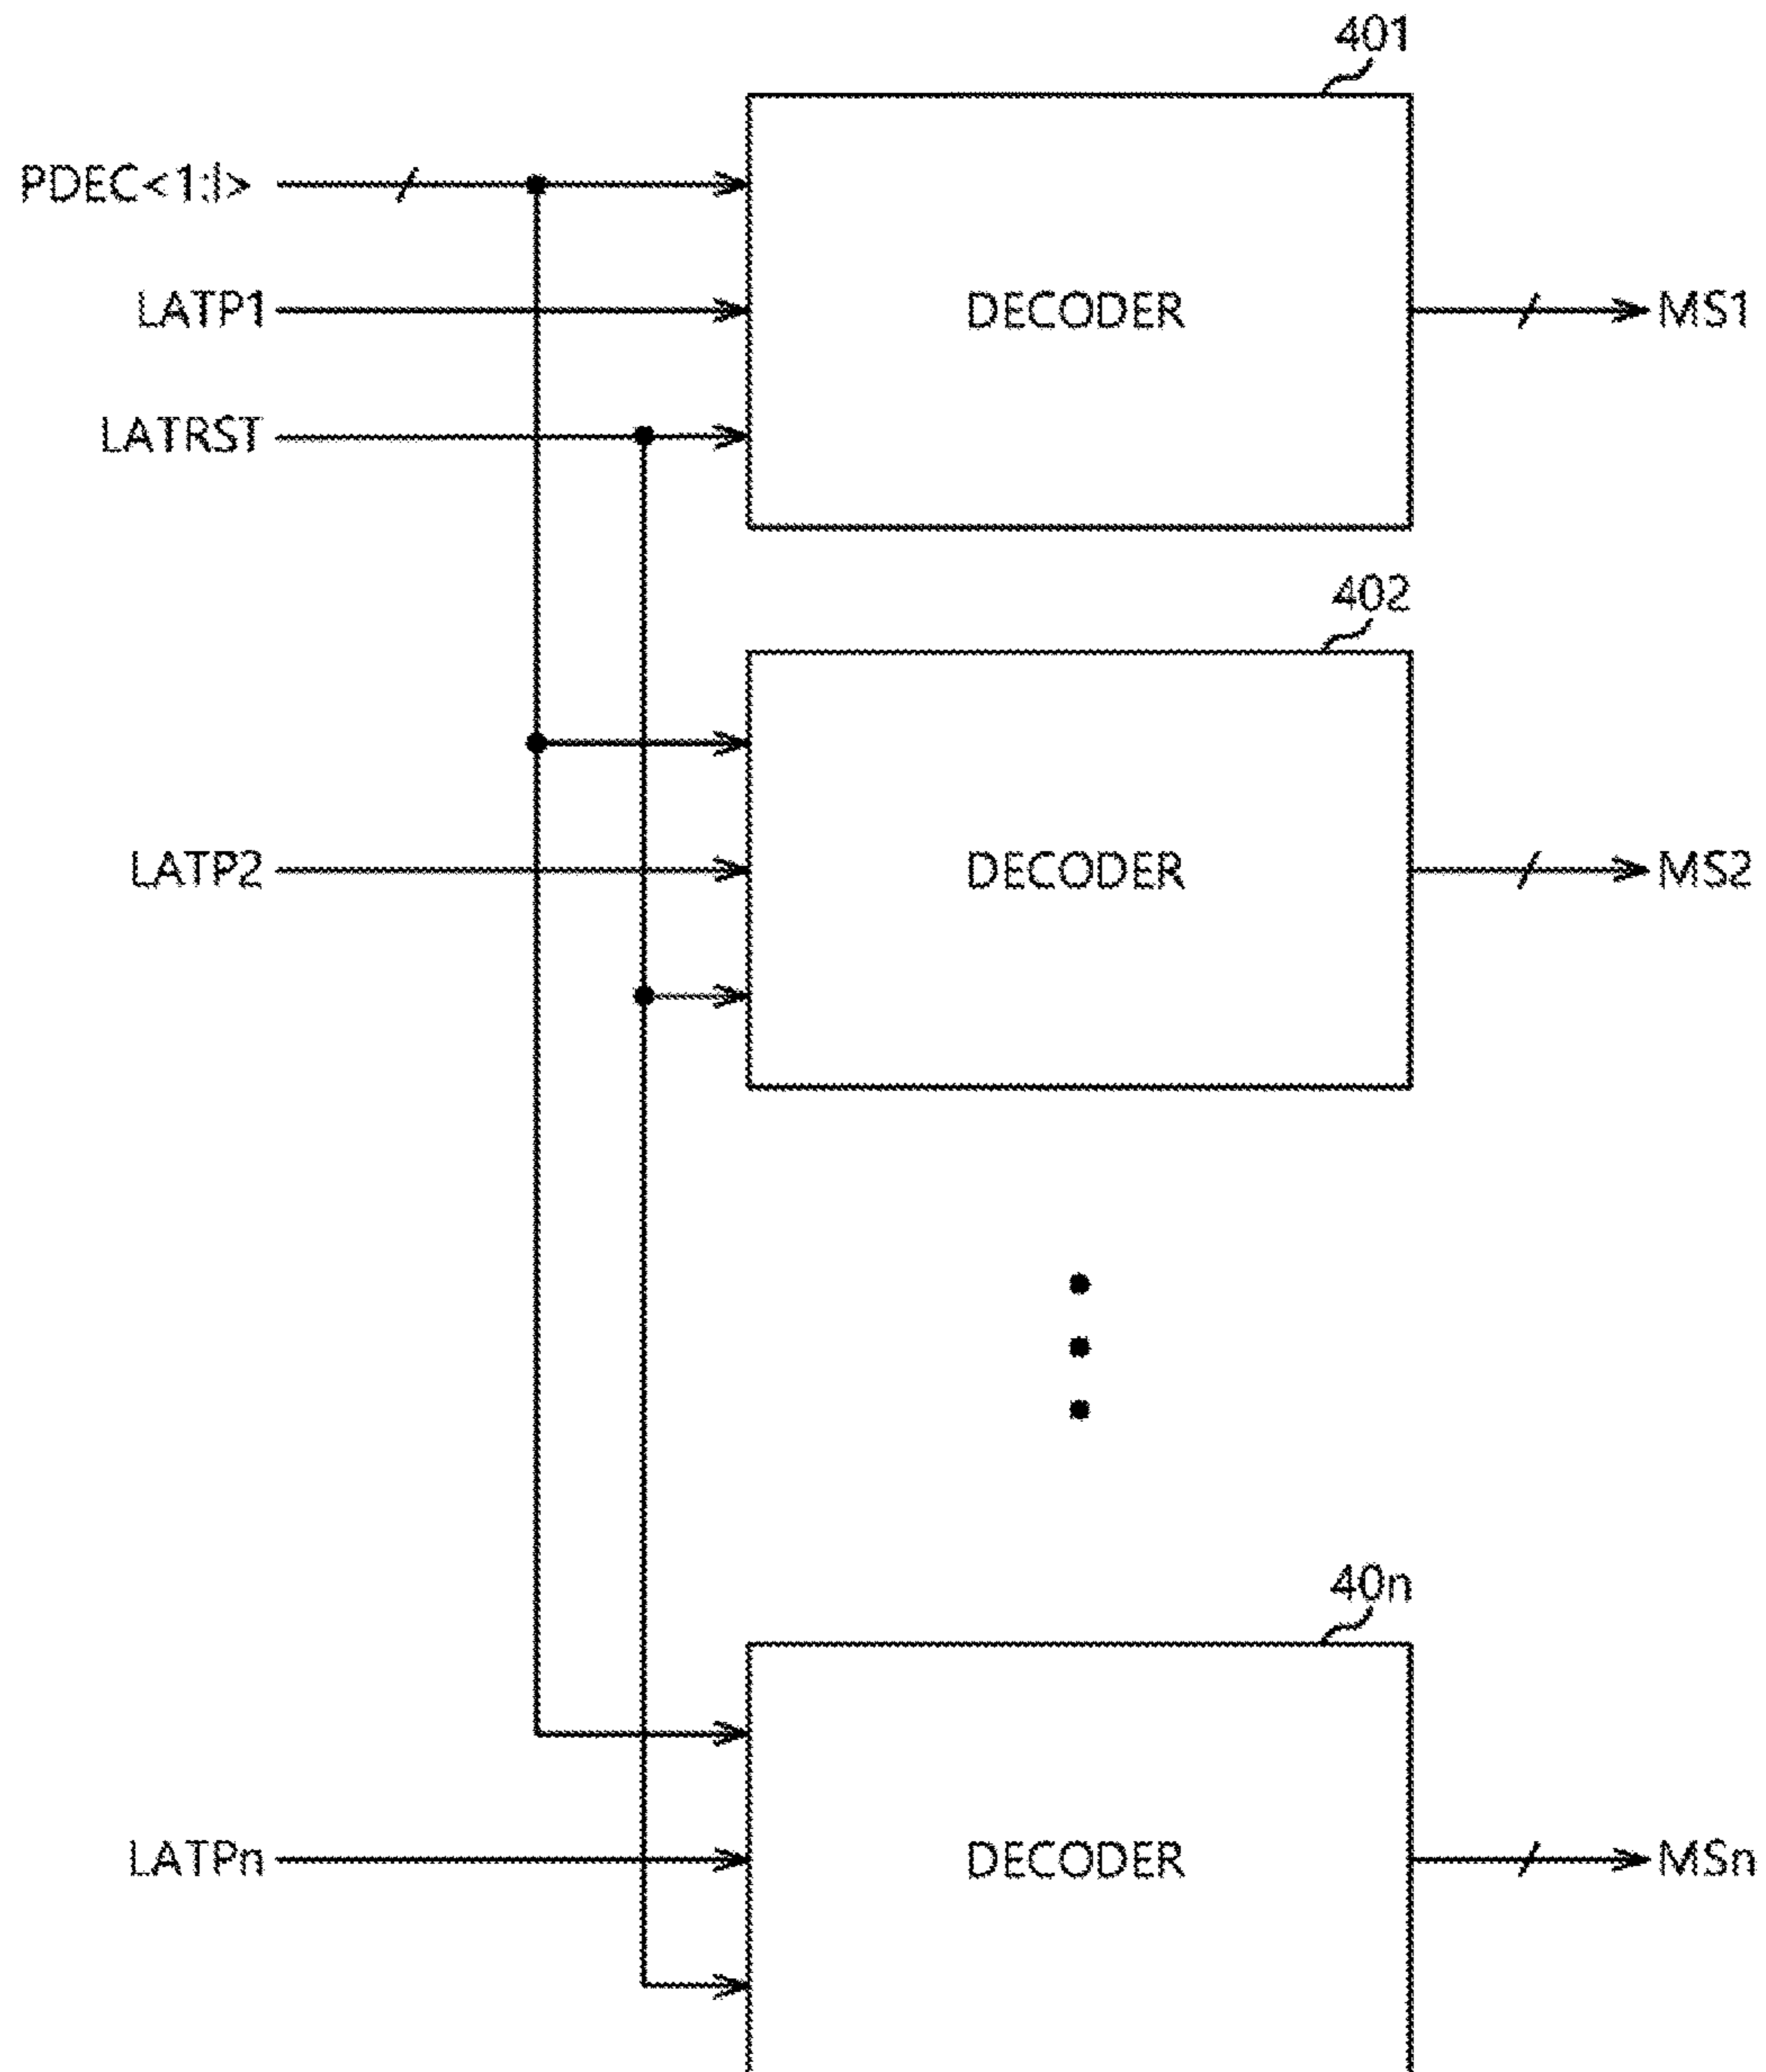 401
PDEC<1:l>
LATP1
DECODER
MS1
LATRST
402
LATP2
DECODER
MS2
40n
LATPn
DECODER
MSn